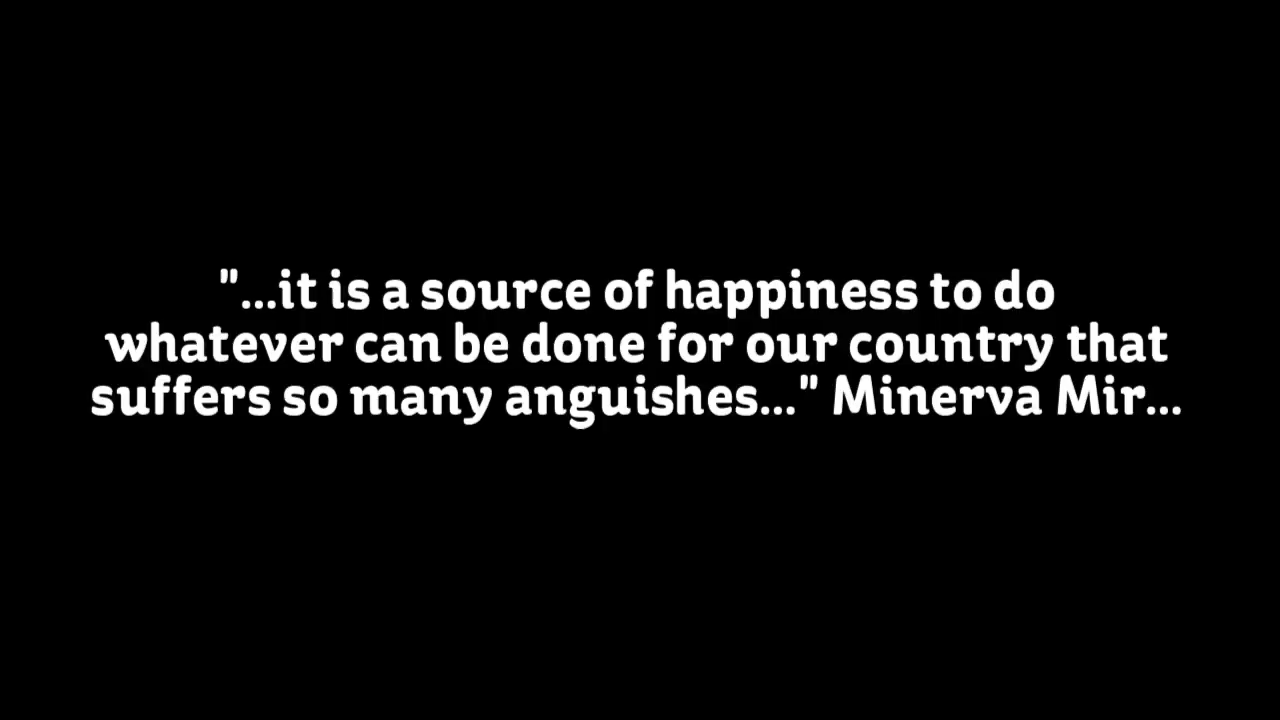 "...it is a source of happiness to do
whatever can be done for our country that
suffers so many anguishes..." Minerva Mir...